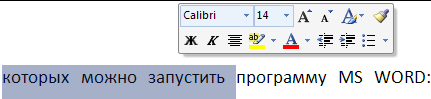 Calibri 14 A A A
Ж К ab A
которых можно запустить программу MS WORD: